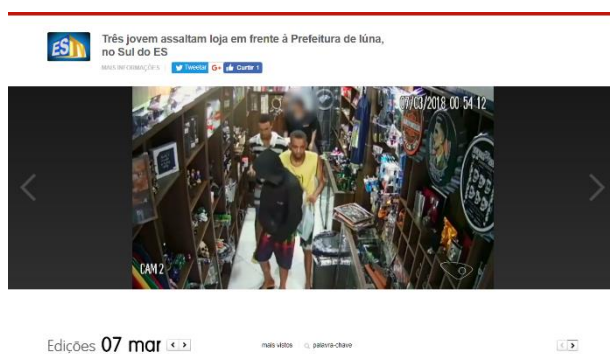 ES
Três jovem assaltam loja em frente à Prefeitura de Iúna,
no Sul do ES
MAIS INFORMAÇÕES
Tweetar
G+
Curtir 1
07/03/2018 00 54 12
CAM 2
Edições 07 mar
mais vistos
palavra-chave